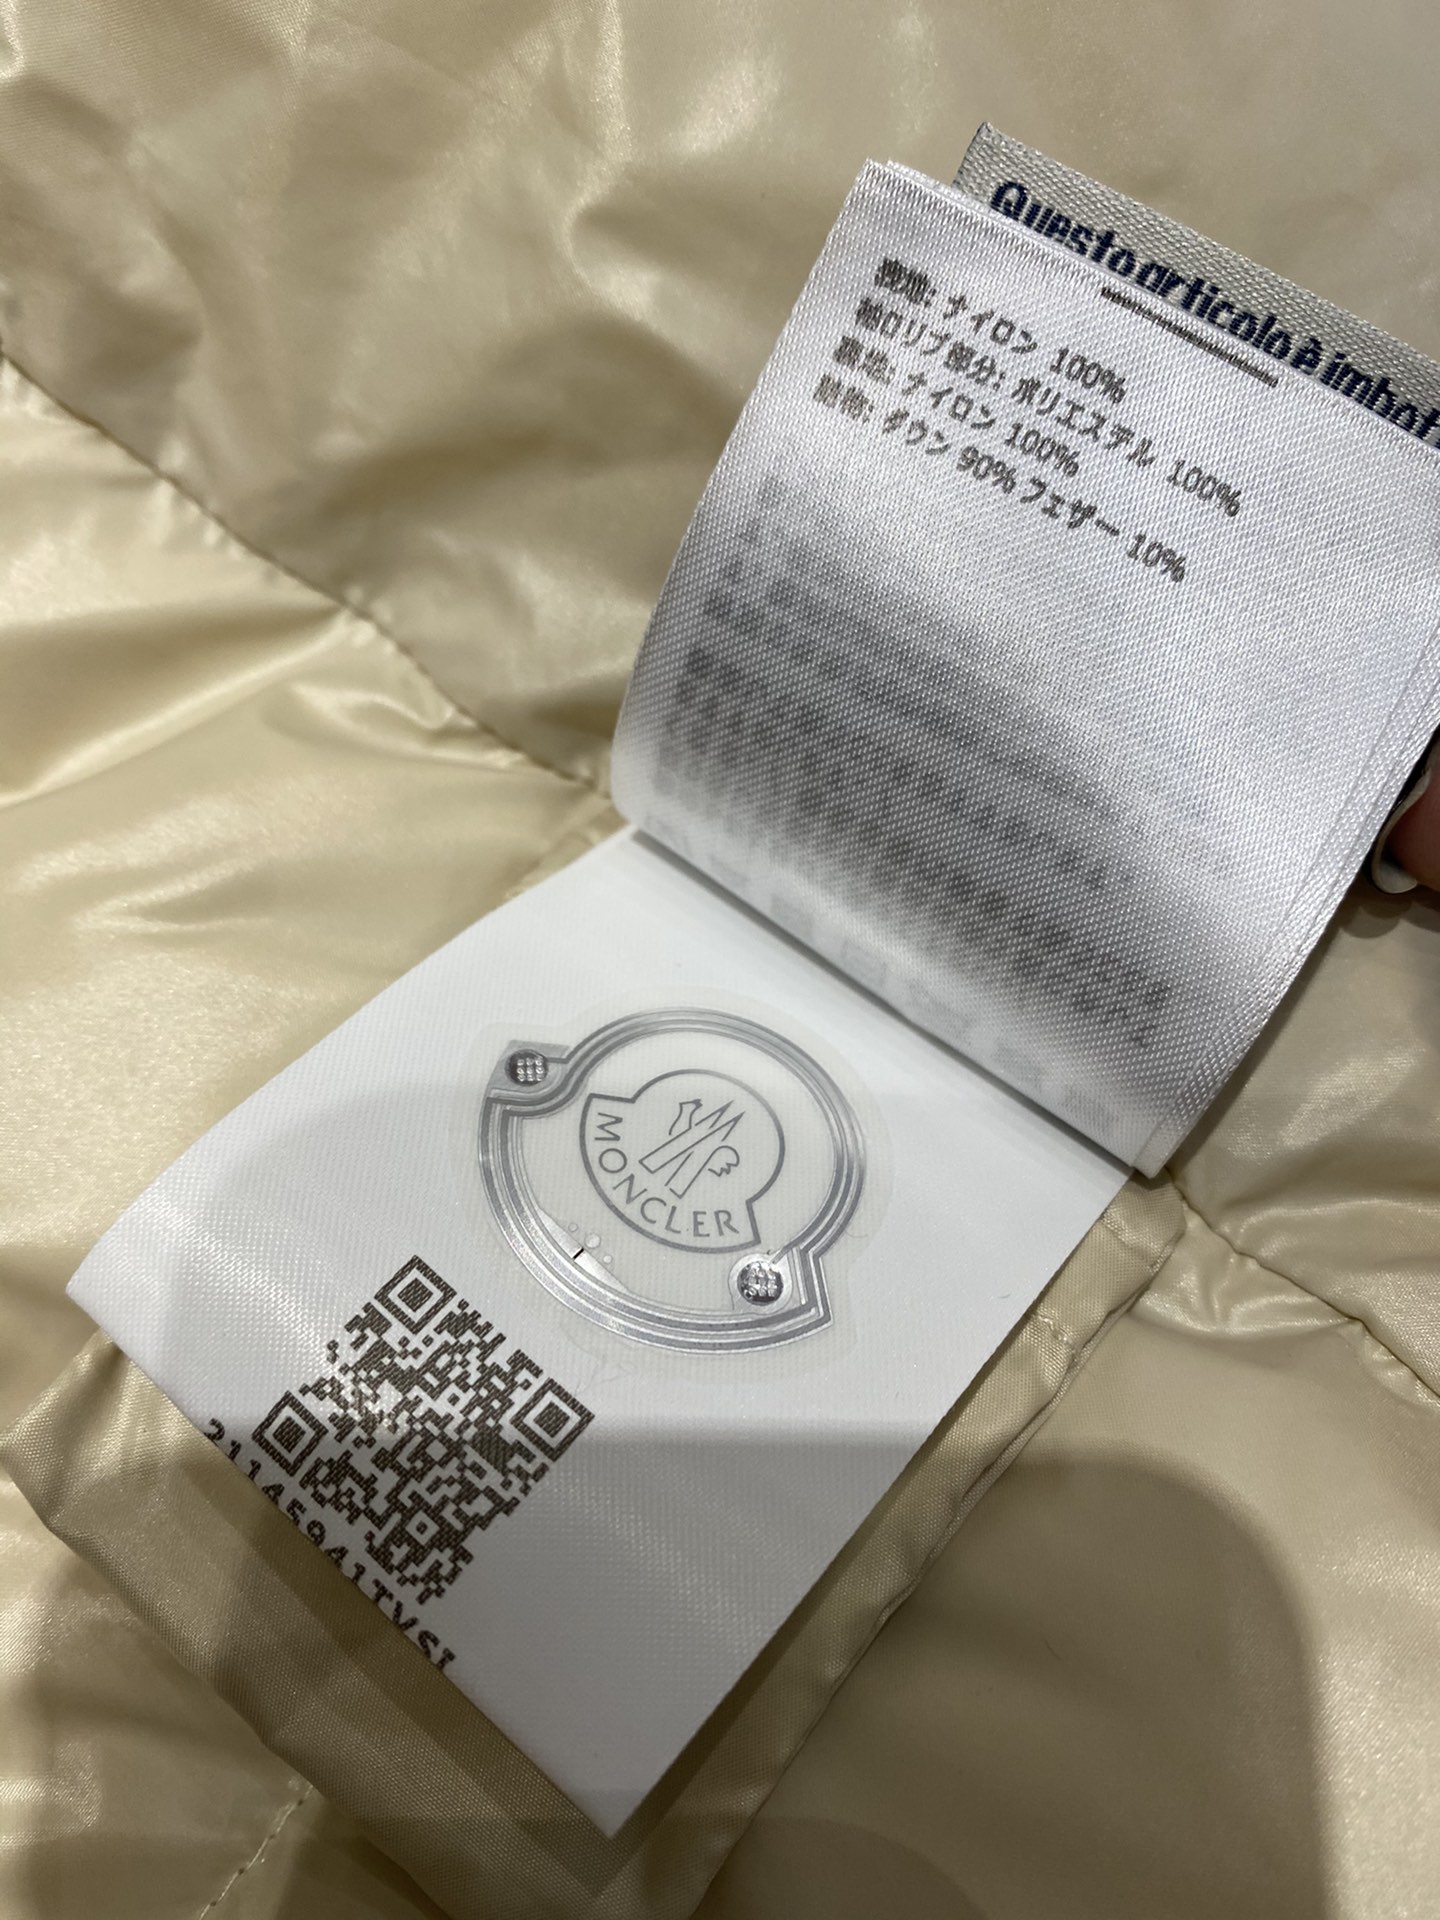 Questo articolo è imbot
表地: ナイロン 100%
袖口リブ部分: ポリエステル 100%
裏地: ナイロン 100%
詰物: ダウン 90% フェザー 10%
MONCLER